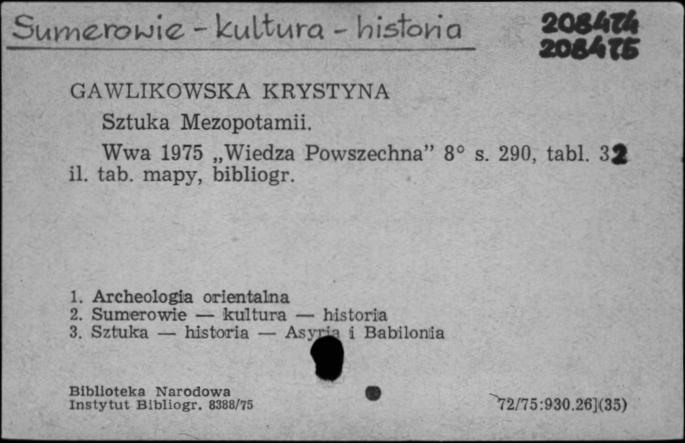 Sumerowie - kultura - historia
208474
208475
GAWLIKOWSKA KRYSTYNA
Sztuka Mezopotamii.
Wwa 1975 „Wiedza Powszechna” 8° s. 290, tabl. 32
il. tab. mapy, bibliogr.
1. Archeologia orientalna
2. Sumerowie — kultura — historia
3. Sztuka — historia — Asyria i Babilonia
Biblioteka Narodowa
Instytut Bibliogr. 8388/75
72/75:930.26](35)